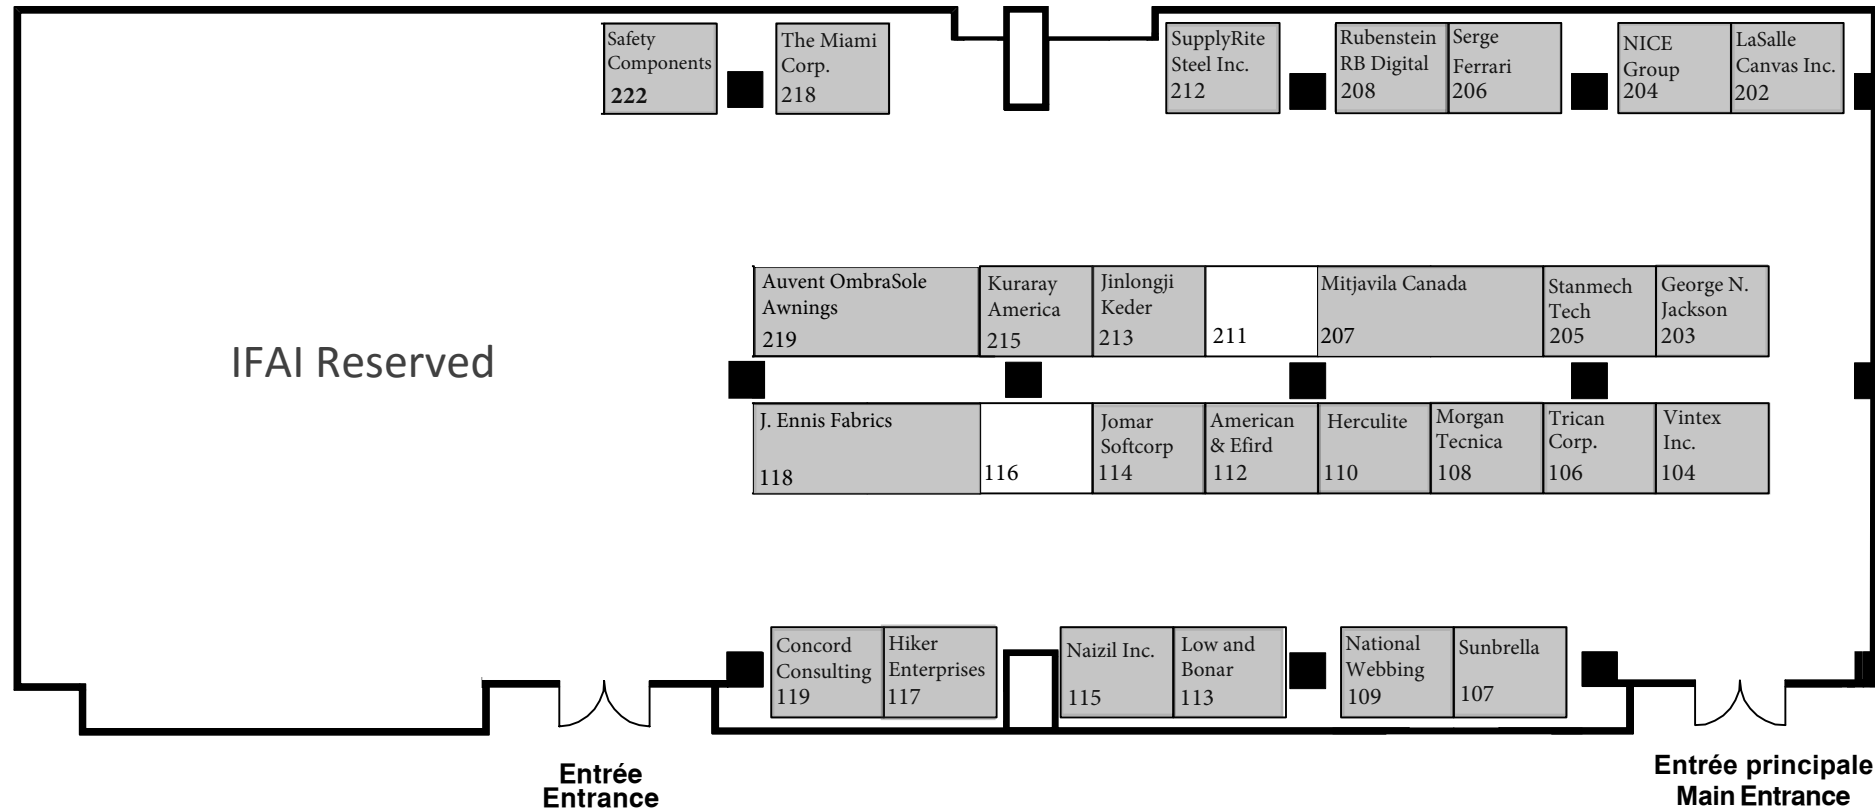 Safety
Components
222
The Miami
Corp.
218
SupplyRite
Steel Inc.
212
Rubenstein
RB Digital
208
Serge
Ferrari
206
NICE
Group
204
LaSalle
Canvas Inc.
202
IFAI Reserved
Auvent OmbraSole
Awnings
219
Kuraray
America
215
Jinlongji
Keder
213
211
Mitjavila Canada
207
Stanmech
Tech
205
George N.
Jackson
203
J. Ennis Fabrics
118
116
Jomar
Softcorp
114
American
& Efird
112
Herculite
110
Morgan
Tecnica
108
Trican
Corp.
106
Vintex
Inc.
104
Concord
Consulting
119
Hiker
Enterprises
117
Naizil Inc.
115
Low and
Bonar
113
National
Webbing
109
Sunbrella
107
Entrée
Entrance
Entrée principale
Main Entrance